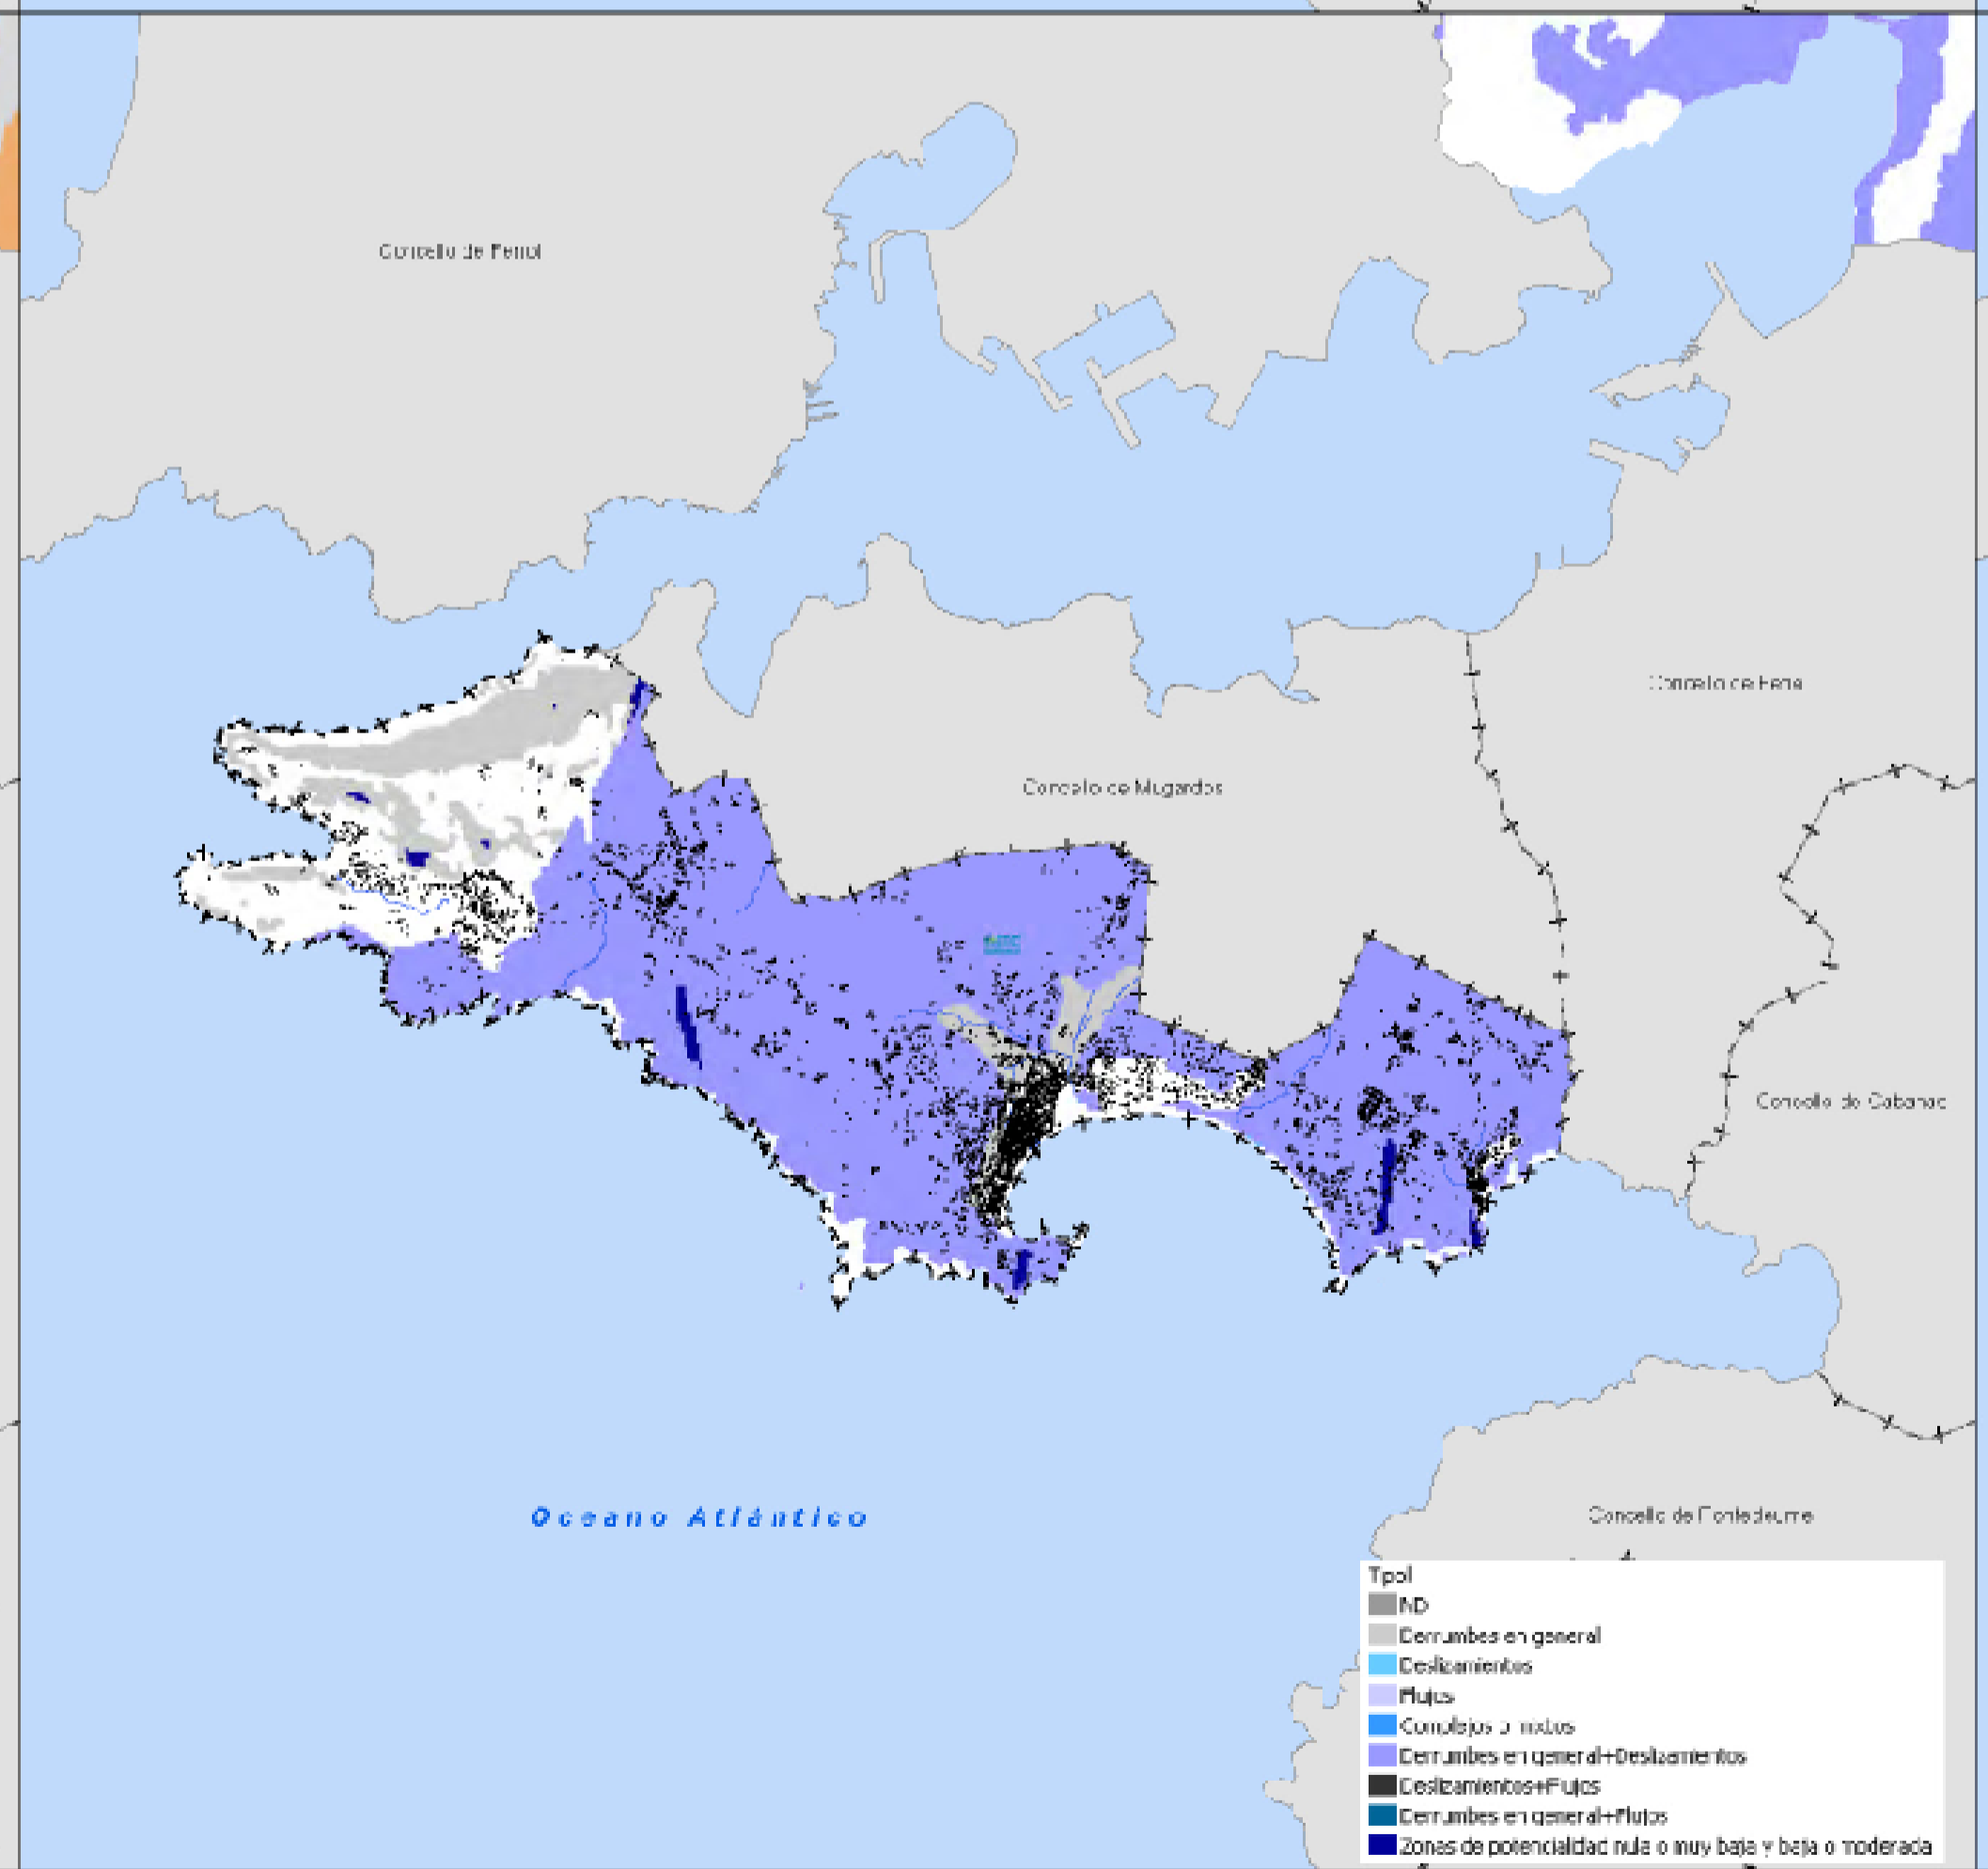 Concello de Ferrol
Concello de Fene
Concello de Mugardos
Concello de Cabanas
Oceano Atlántico
Concello de Pontedeume
Tpol
ND
Derrumbes en general
Deslizamientos
Flujos
Complejos o mixtos
Derrumbes en general+Deslizamientos
Deslizamientos+Flujos
Derrumbes en general+Flujos
Zonas de potencialidad nula o muy baja y baja o moderada